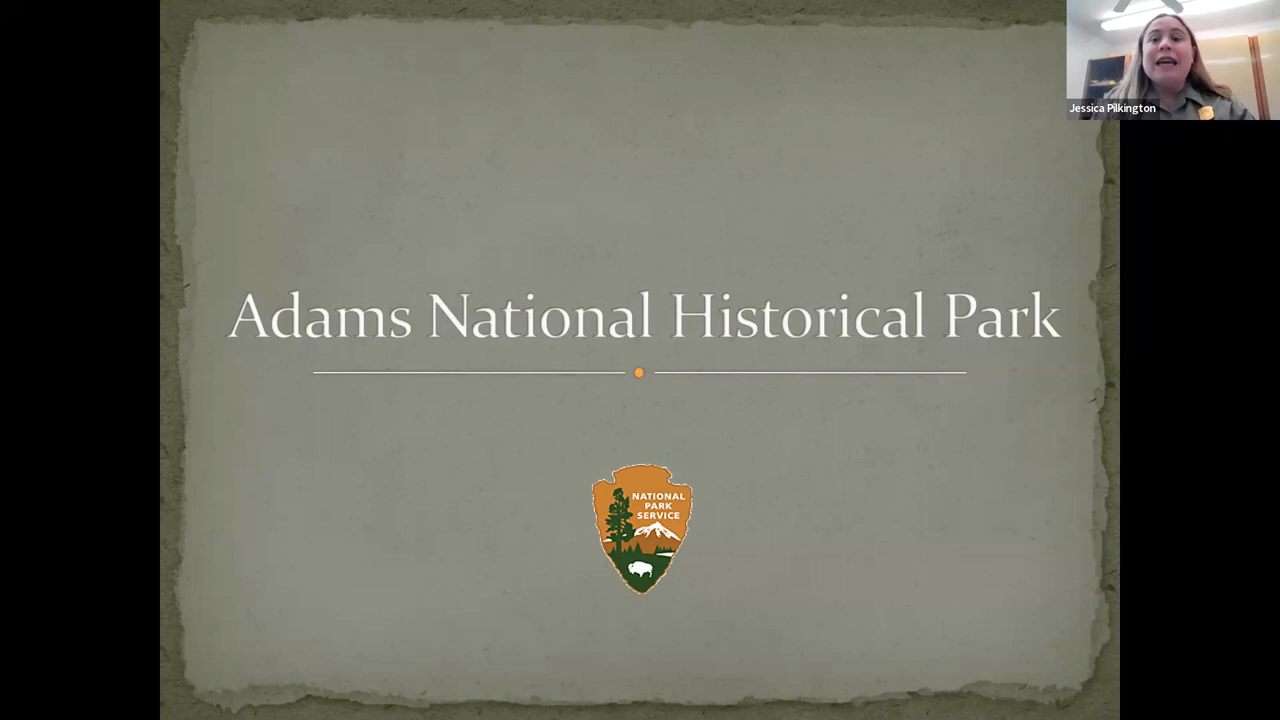 Jessica Pilkington
Adams National Historical Park
NATIONAL
PARK
SERVICE